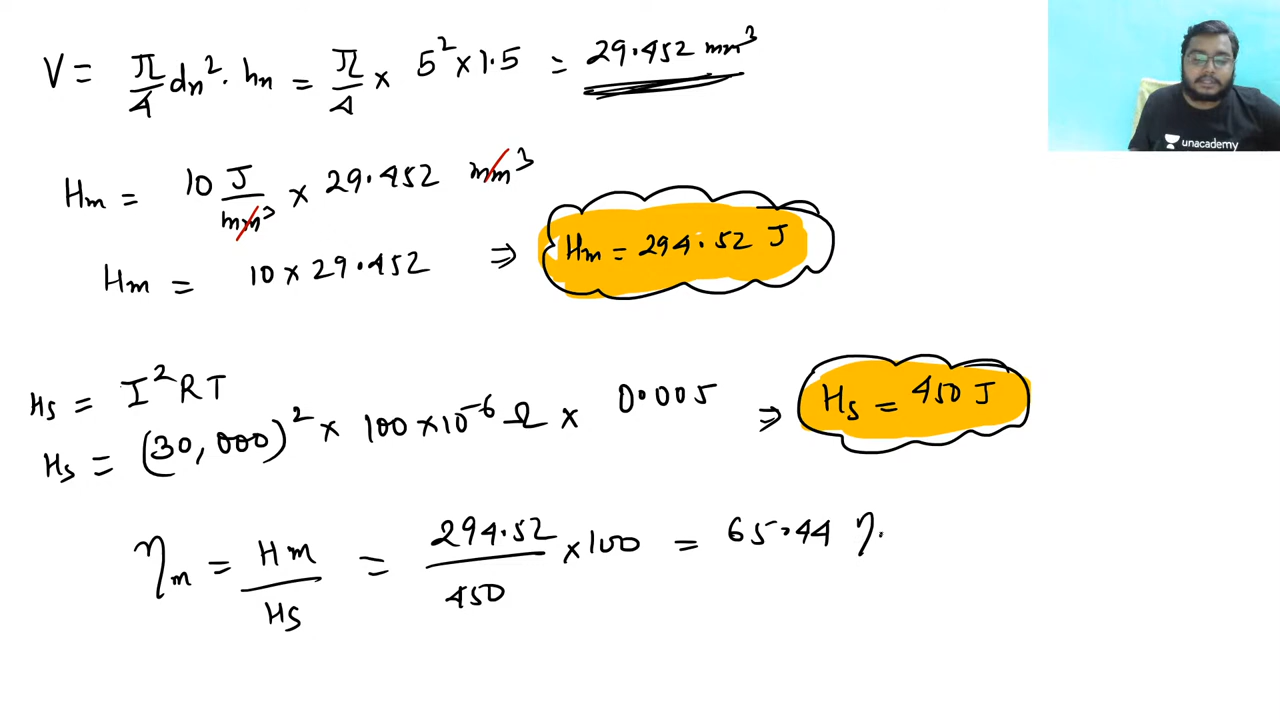 V = π/4 dn². hn = π/4 × 5² × 1.5 = 29.452 mm³
unacademy
Hm = 10 J/mm³ × 29.452 mm³
Hm = 10 × 29.452 ⇒ Hm = 294.52 J
Hs = I²RT
Hs = (30,000)² × 100 × 10⁻⁶ Ω × 0.005 ⇒ Hs = 450 J
ηm = Hm/Hs = 294.52/450 × 100 = 65.44 %